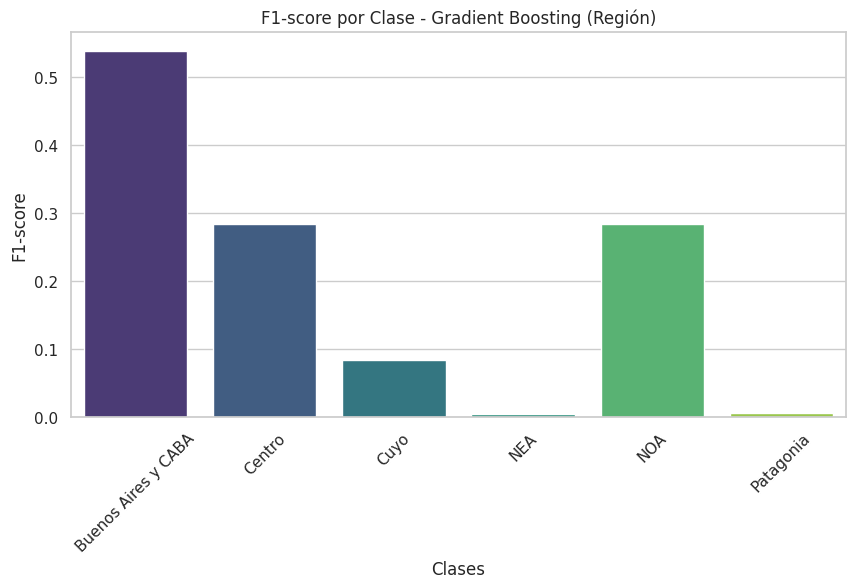 F1-score por Clase - Gradient Boosting (Región)
F1-score
0.5
0.4
0.3
0.2
0.1
0.0
Buenos Aires y CABA
Centro
Cuyo
NEA
NOA
Patagonia
Clases